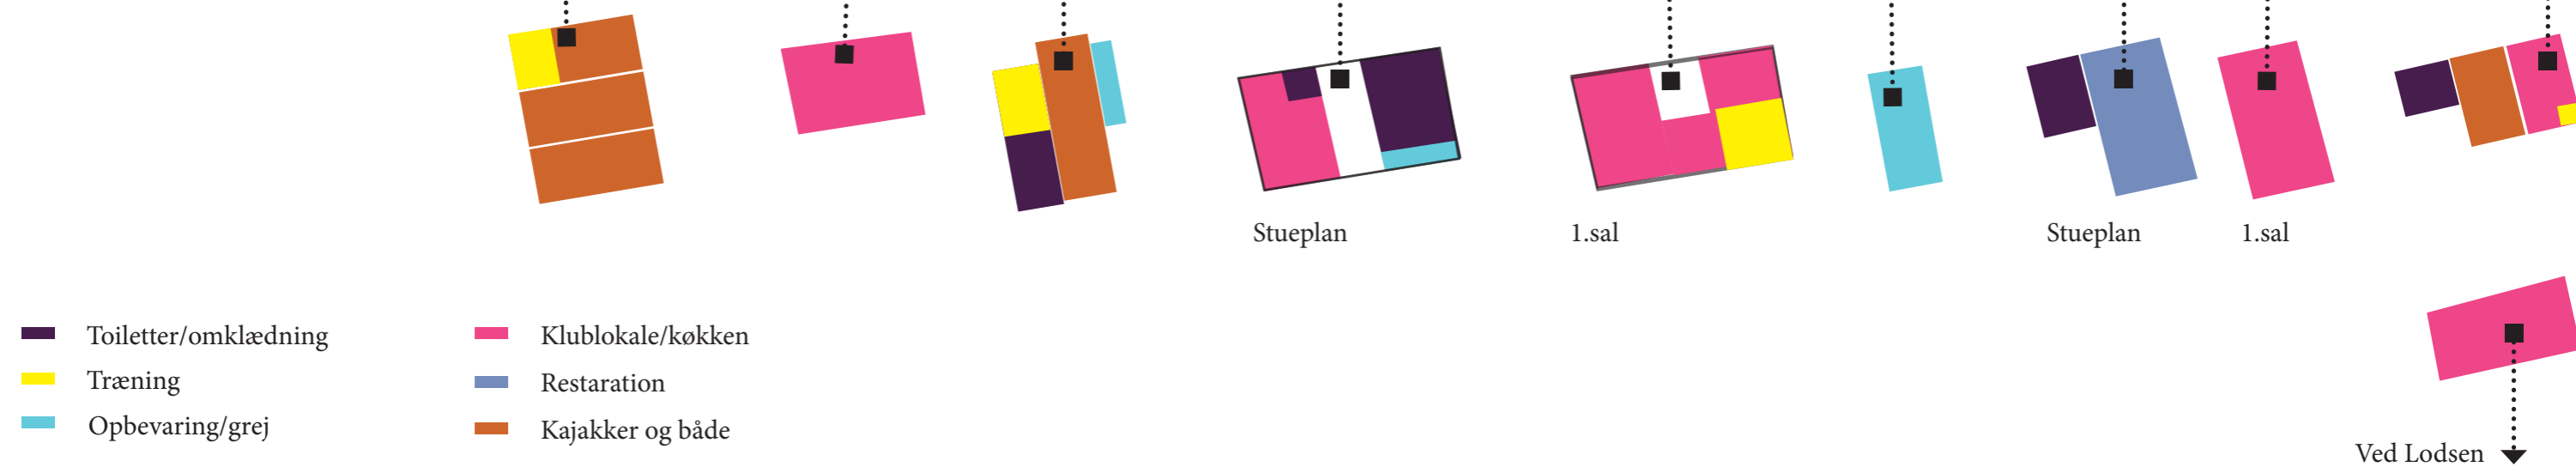 Stueplan
1.sal
Stueplan
1.sal
Toiletter/omklædning
Klublokale/køkken
Træning
Restaration
Opbevaring/grej
Kajakker og både
Ved Lodsen